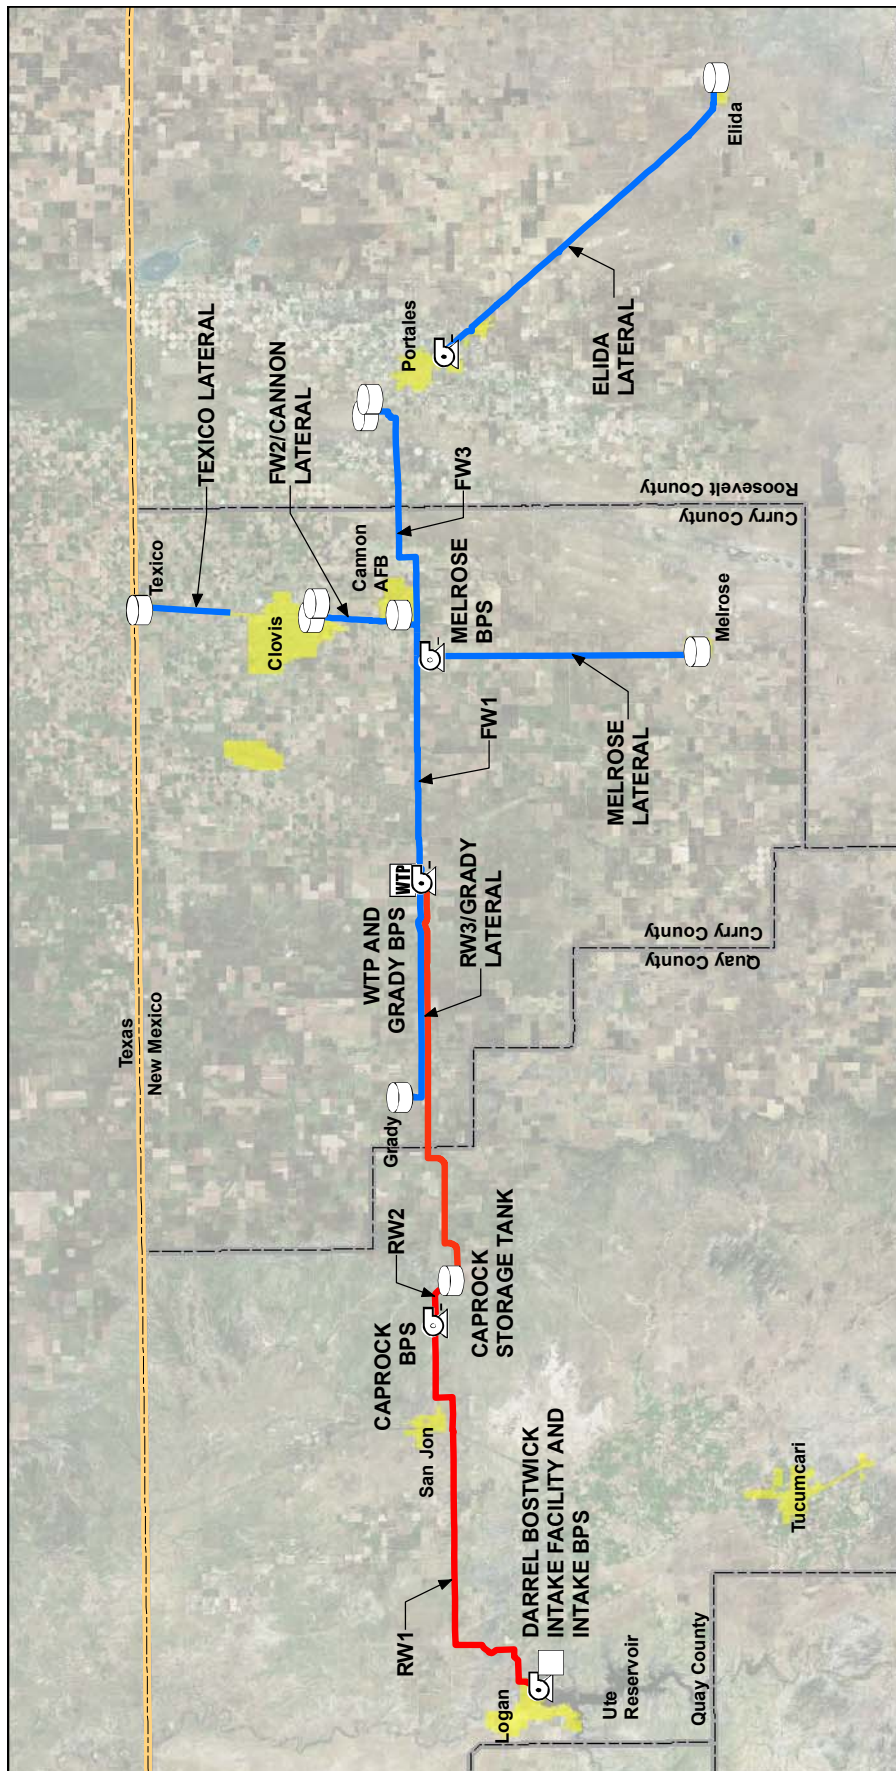 Texas
New Mexico
Texico
TEXICO LATERAL
FW2/CANNON
LATERAL
Clovis
Cannon
AFB
Portales
Elida
ELIDA
LATERAL
FW3
Roosevelt County
Curry County
MELROSE
BPS
Melrose
MELROSE
LATERAL
FW1
WTP
WTP AND
GRADY BPS
RW3/GRADY
LATERAL
Curry County
Quay County
Grady
RW2
CAPROCK
BPS
CAPROCK
STORAGE TANK
San Jon
RW1
DARREL BOSTWICK
INTAKE FACILITY AND
INTAKE BPS
Logan
Ute
Reservoir
Quay County
Tucumcari